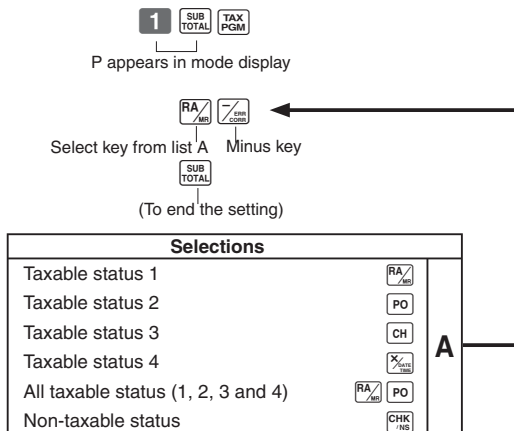 1 SUB TOTAL TAX PGM
P appears in mode display
RA/MR −/ERR CORR
Select key from list A Minus key
SUB TOTAL
(To end the setting)
Selections
Taxable status 1 RA/MR
Taxable status 2 PO
Taxable status 3 CH
Taxable status 4 ×/DATE TIME
All taxable status (1, 2, 3 and 4) RA/MR PO
Non-taxable status CHK/NS
A